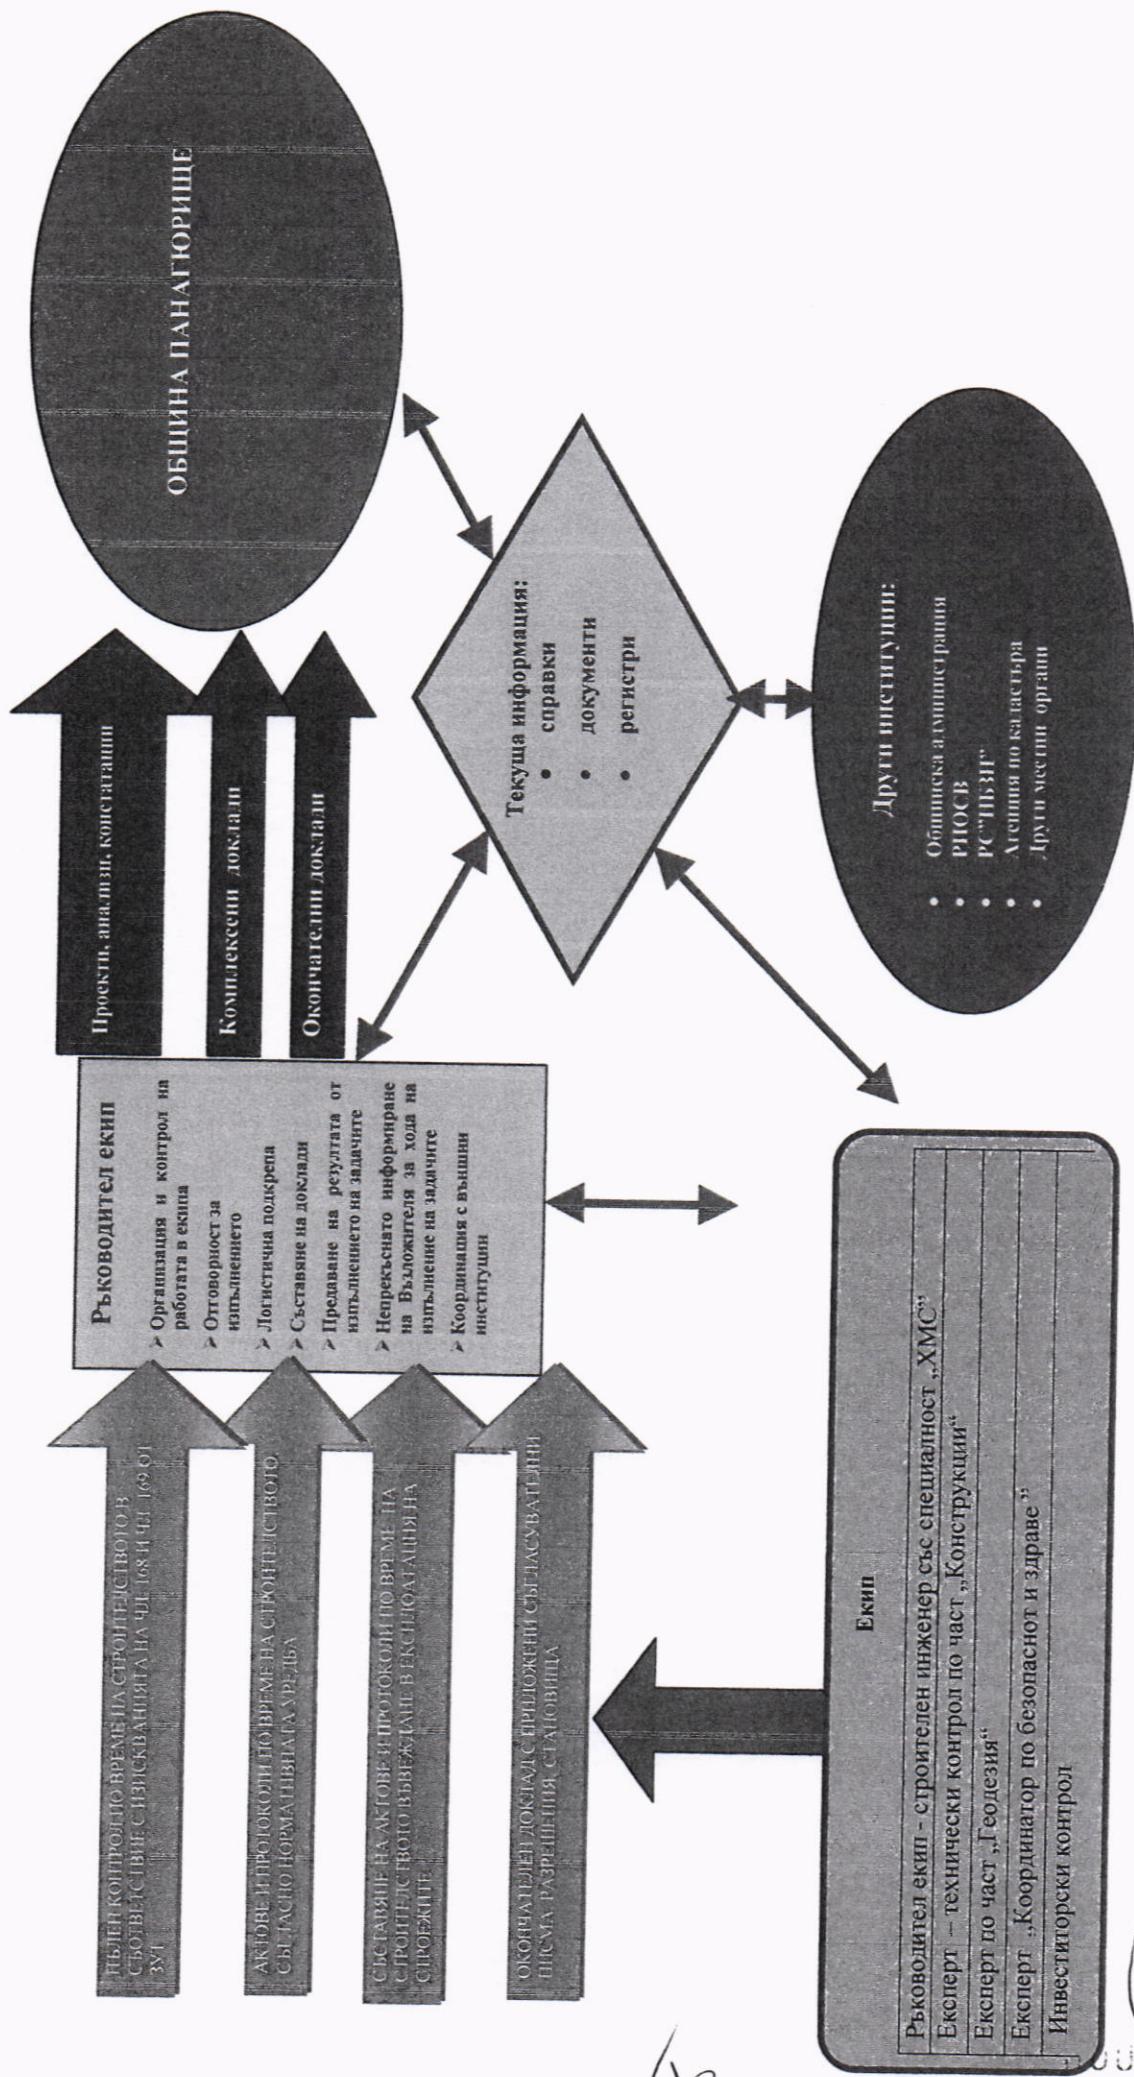 ПЪЛЕН КОНТРОЛ ПО ВРЕМЕ НА СТРОИТЕЛСТВОТО В
СЪОТВЕТСТВИЕ С ИЗИСКВАНИЯТА НА ЧЛ. 168 И ЧЛ. 169 ОТ
ЗУТ
АКТОВЕ И ПРОТОКОЛИ ПО ВРЕМЕ НА СТРОИТЕЛСТВОТО,
СЪГЛАСНО НОРМАТИВНАТА УРЕДБА
СЪСТАВЯНЕ НА АКТОВЕ И ПРОТОКОЛИ ПО ВРЕМЕ НА
СТРОИТЕЛСТВОТО ВЪВЕЖДАНЕ В ЕКСПЛОАТАЦИЯ НА
СТРОЕЖИТЕ
ОКОНЧАТЕЛЕН ДОКЛАД С ПРИЛОЖЕНИ СЪГЛАСУВАТЕЛНИ
ПИСМА, РАЗРЕШЕНИЯ, СТАНОВИЩА
Ръководител екип
➢ Организация и контрол на
работата в екипа
➢ Отговорност за
изпълнението
➢ Логистична подкрепа
➢ Съставяне на доклади
➢ Предаване на резултата от
изпълнението на задачите
➢ Непрекъснато информиране
на Възложителя за хода на
изпълнение на задачите
➢ Координация с външни
институции
Проекти, анализи, констатации
Комплексни доклади
Окончателни доклади
ОБЩИНА ПАНАГЮРИЩЕ
Текуща информация:
• справки
• документи
• регистри
Други институции:
• Общинска администрация
• РИОСВ
• РС"ПБЗН"
• Агенция по кадастъра
• Други местни органи
Екип
Ръководител екип - строителен инженер със специалност „ХМС”
Експерт – технически контрол по част „Конструкции“
Експерт по част „Геодезия“
Експерт „Координатор по безопаснот и здраве ”
Инвеститорски контрол